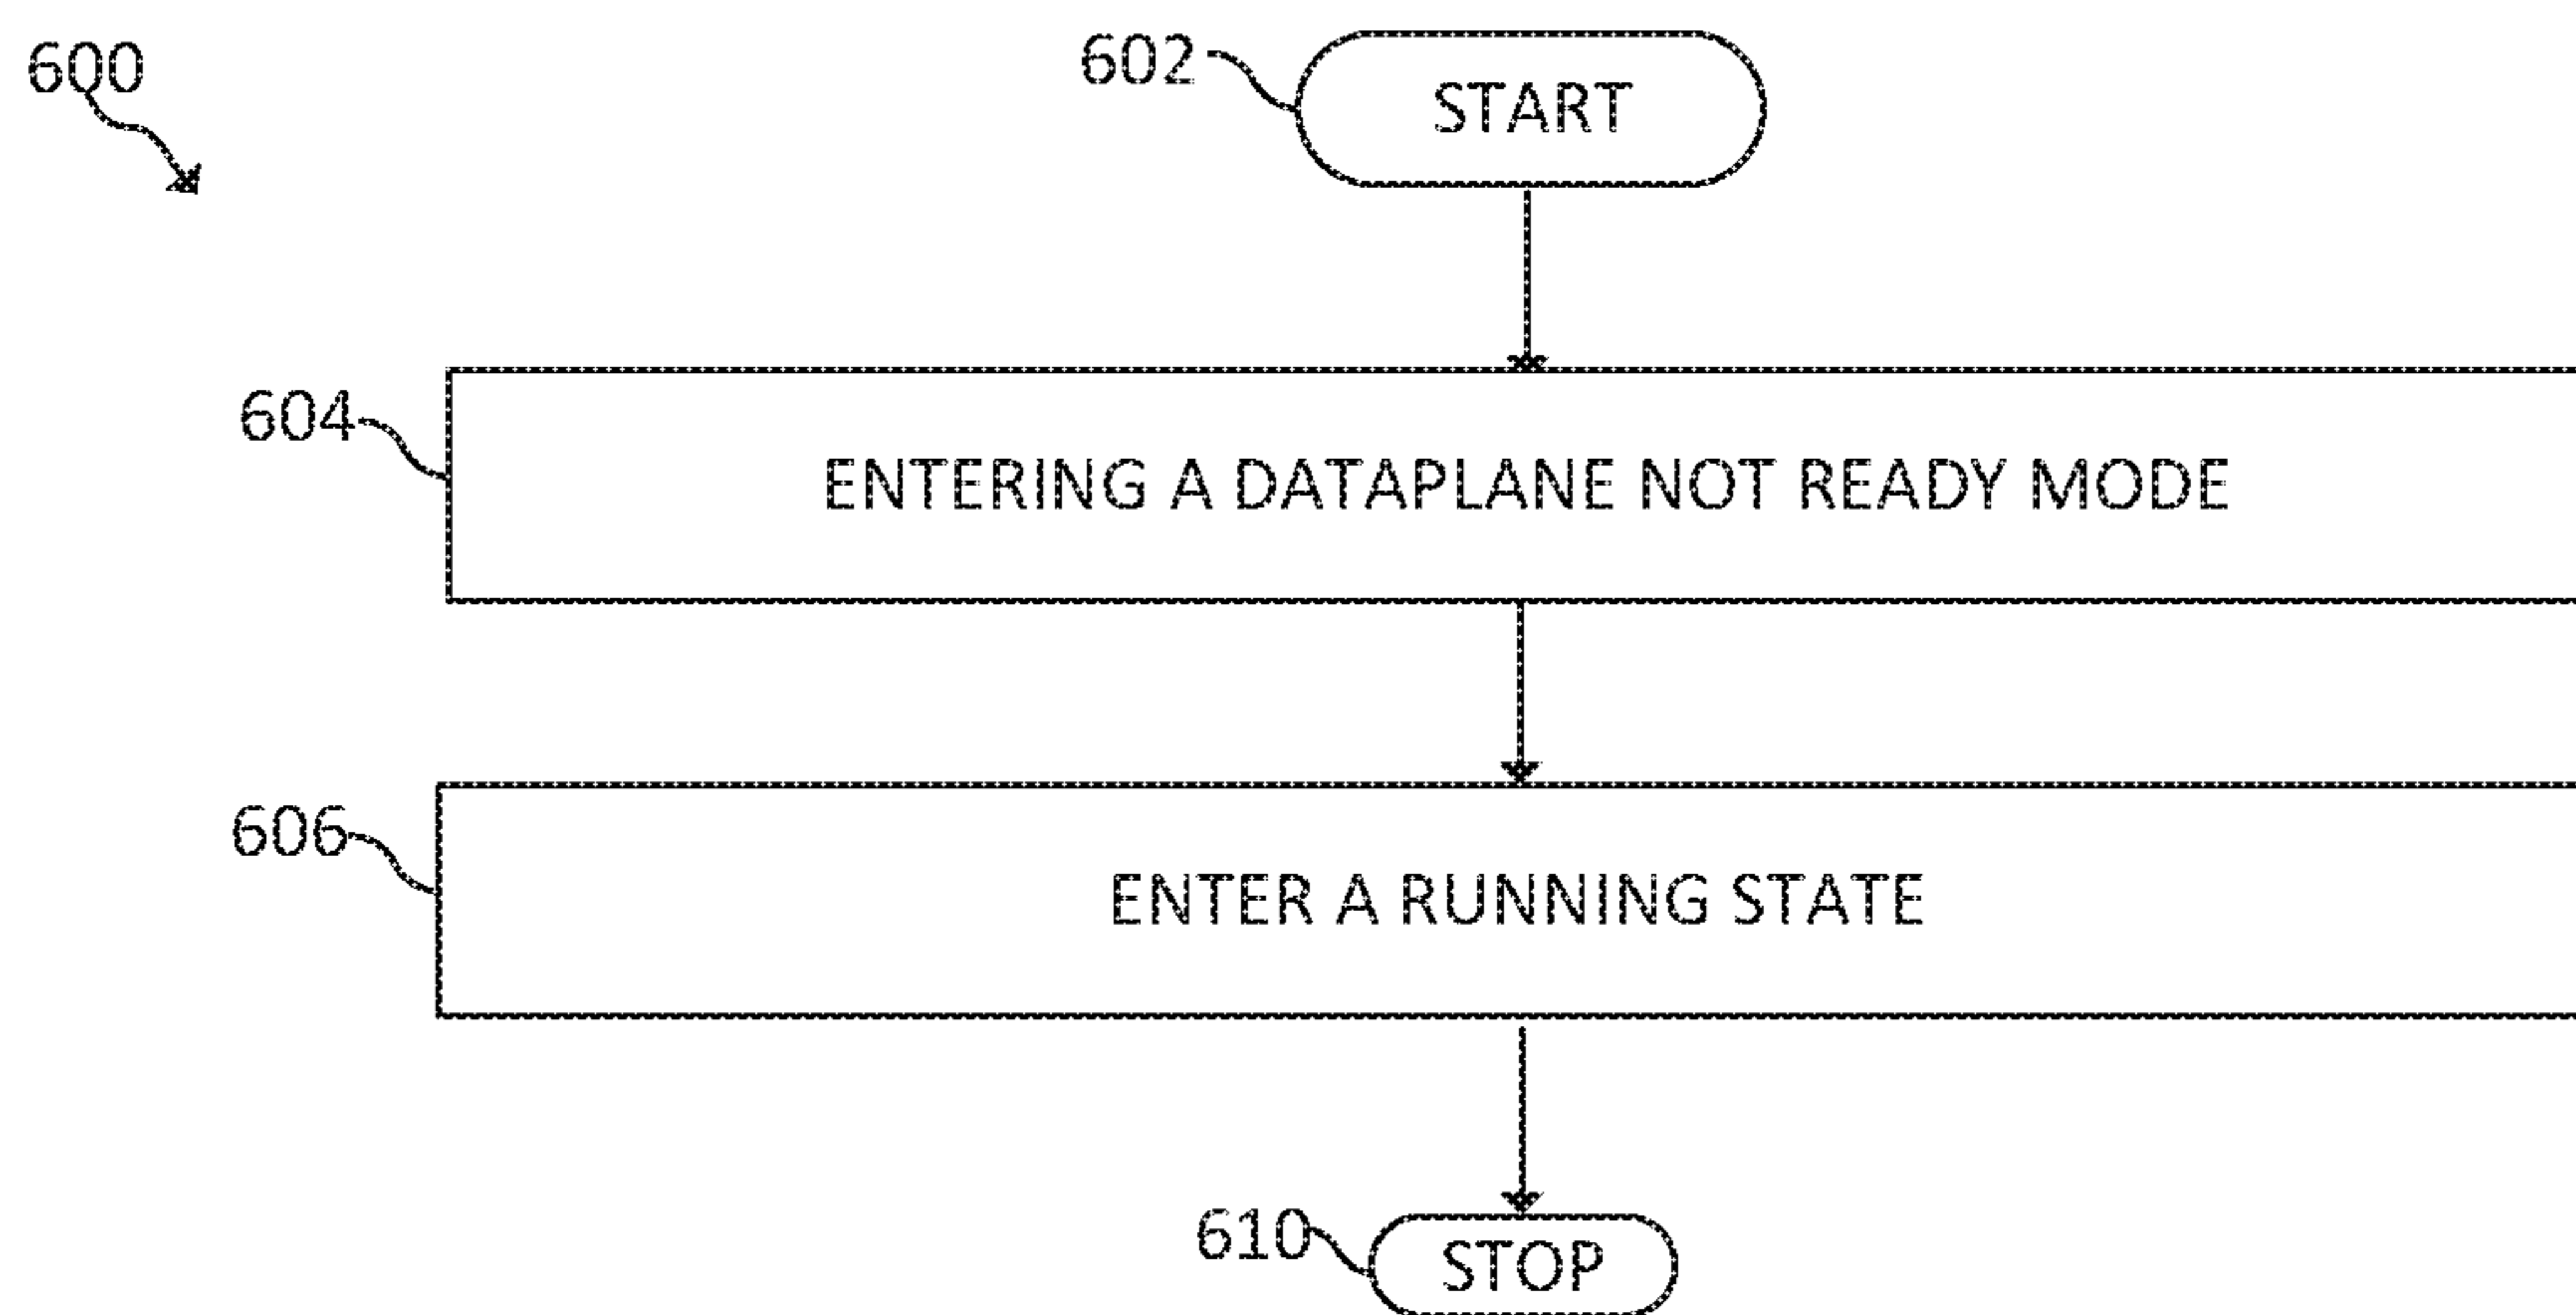 600
602
START
604
ENTERING A DATAPLANE NOT READY MODE
606
ENTER A RUNNING STATE
610
STOP